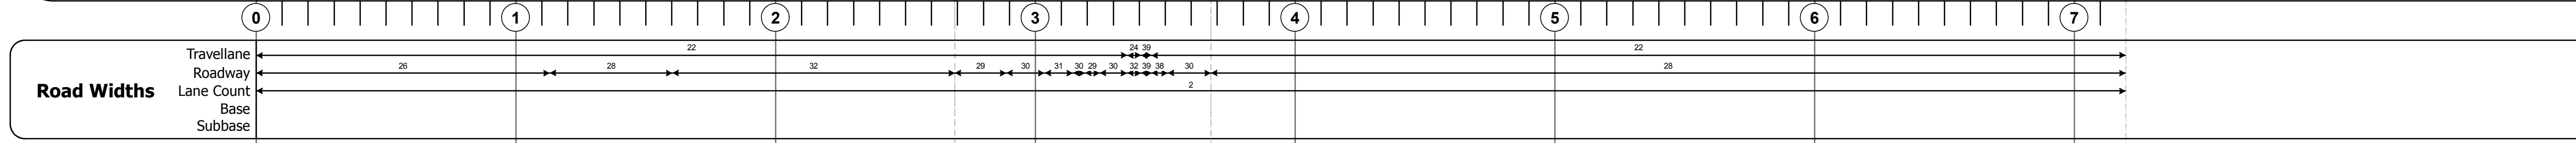 0 1 2 3 4 5 6 7
Travellane 22 24 39 22
Roadway 26 28 32 29 30 31 30 29 30 32 39 38 30 28
Road Widths
Lane Count 2
Base
Subbase